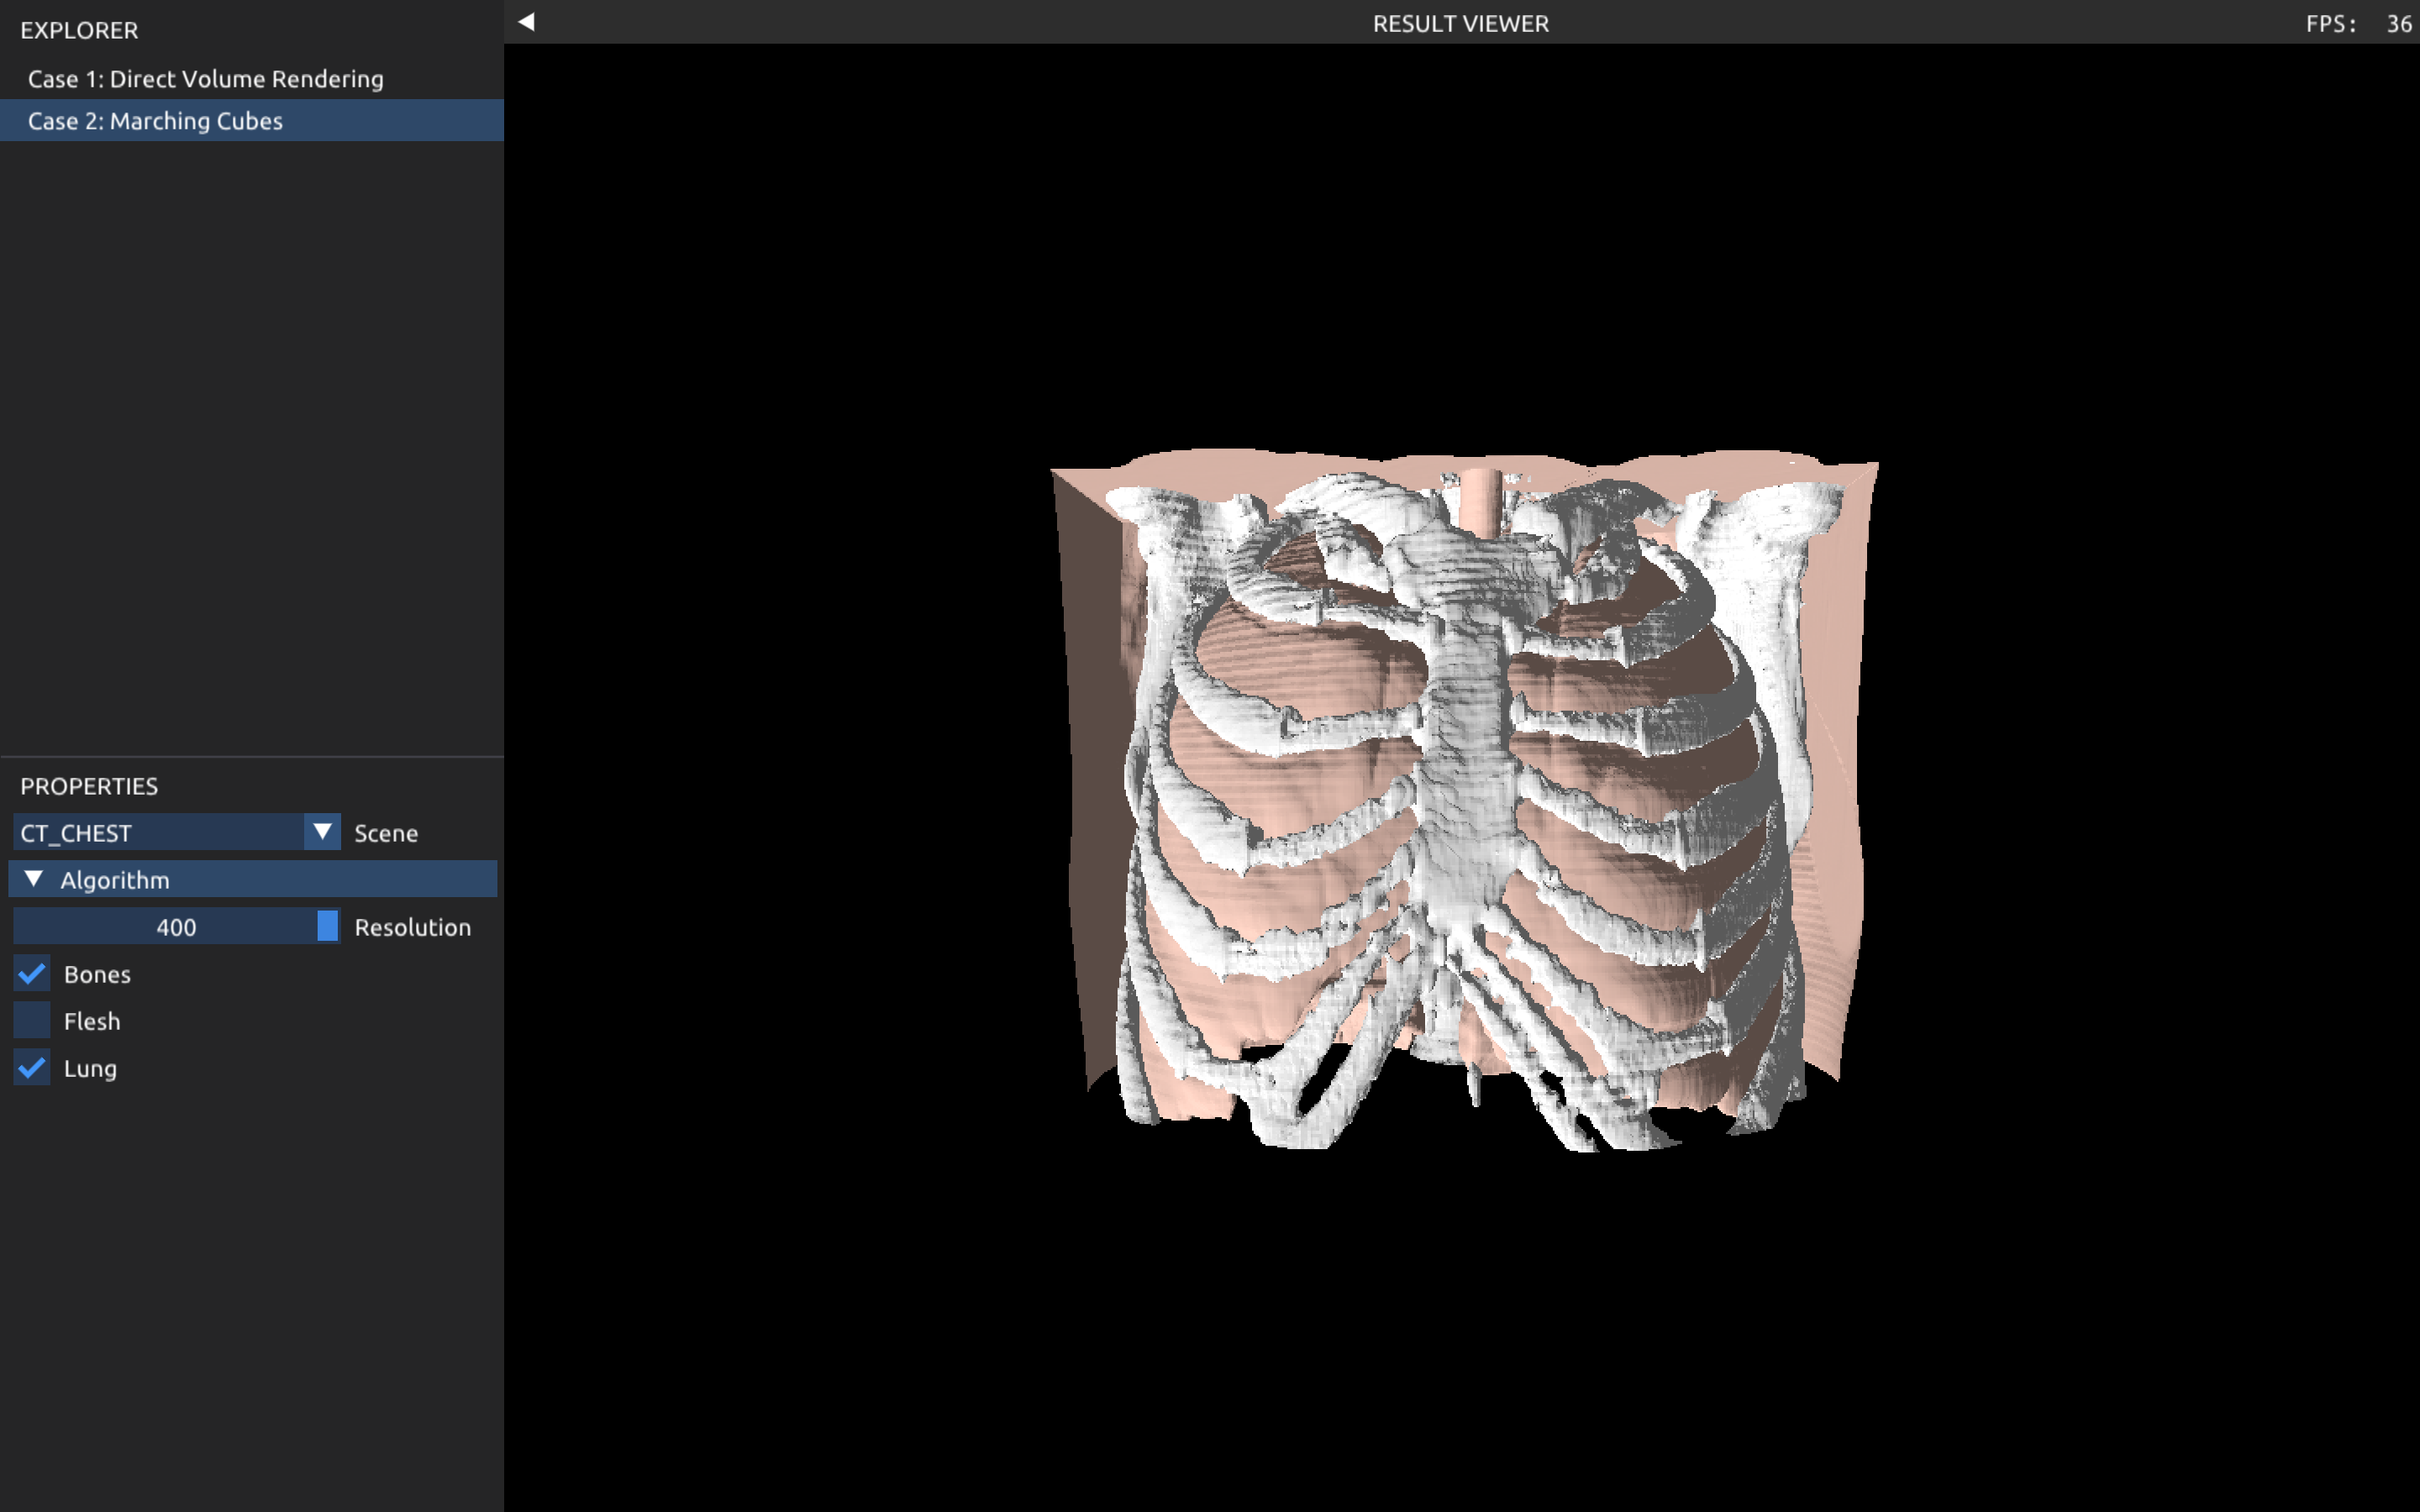 EXPLORER
Case 1: Direct Volume Rendering
Case 2: Marching Cubes
PROPERTIES
CT_CHEST Scene
Algorithm
400 Resolution
Bones
Flesh
Lung
RESULT VIEWER
FPS: 36